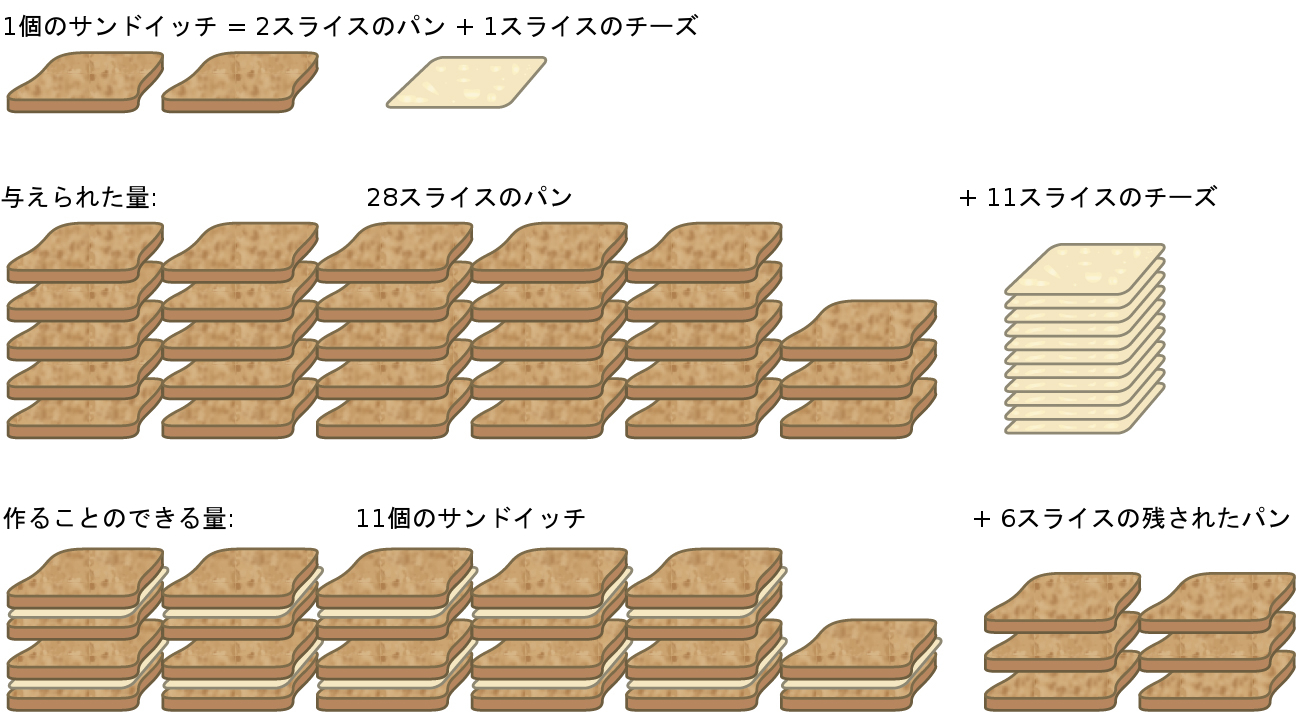 1個のサンドイッチ = 2スライスのパン + 1スライスのチーズ
与えられた量: 28スライスのパン + 11スライスのチーズ
作ることのできる量: 11個のサンドイッチ + 6スライスの残されたパン